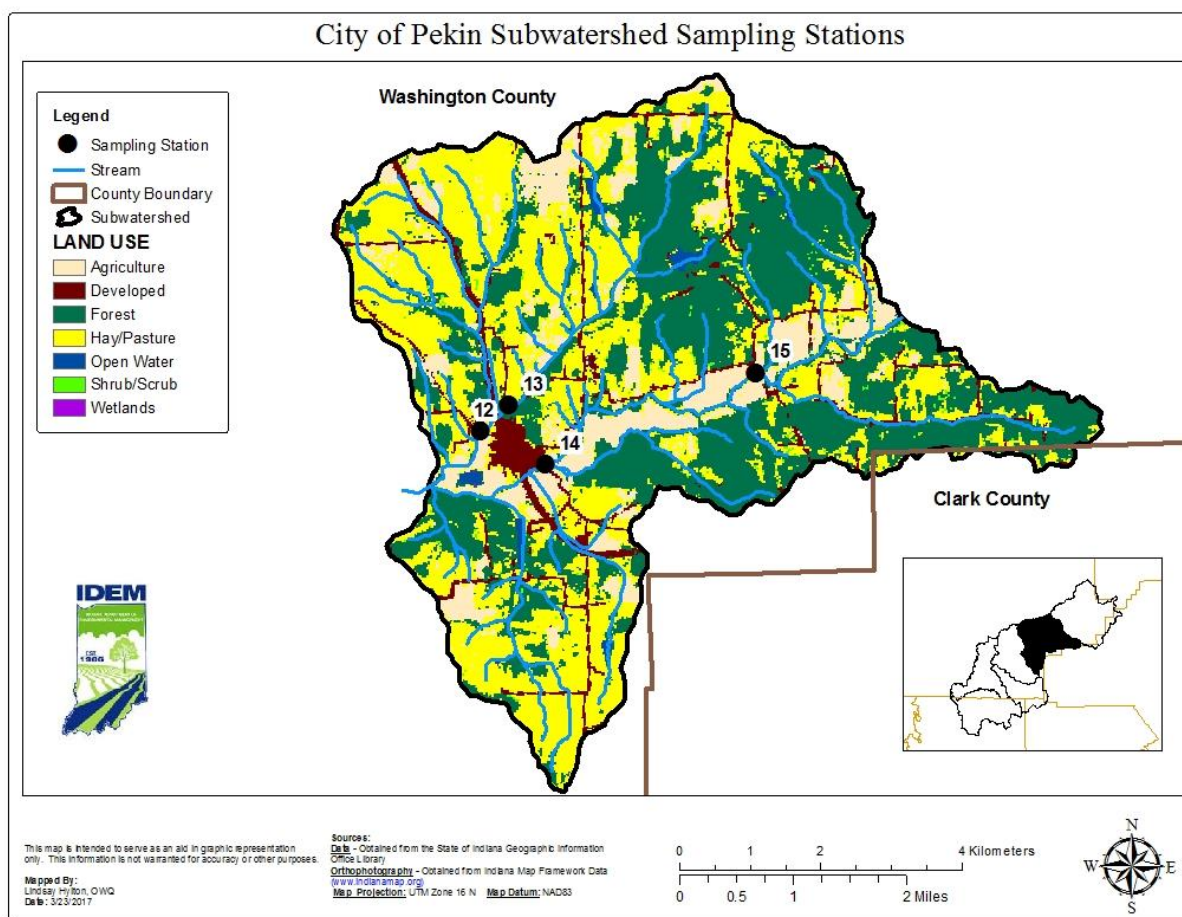 City of Pekin Subwatershed Sampling Stations
Washington County
Legend
Sampling Station
Stream
County Boundary
Subwatershed
LAND USE
Agriculture
Developed
Forest
Hay/Pasture
Open Water
Shrub/Scrub
Wetlands
15
13
12
14
Clark County
IDEM
EST.
1986
This map is intended to serve as an aid in graphic representation
only. This information is not warranted for accuracy or other purposes.
Mapped By:
Lindsay Hylton, OWQ
Date: 3/23/2017
Sources:
Data - Obtained from the State of Indiana Geographic Information
Office Library
Orthophotography - Obtained from Indiana Map Framework Data
(www.indianamap.org)
Map Projection: UTM Zone 16 N Map Datum: NAD83
0 1 2 4 Kilometers
0 0.5 1 2 Miles
N
W E
S